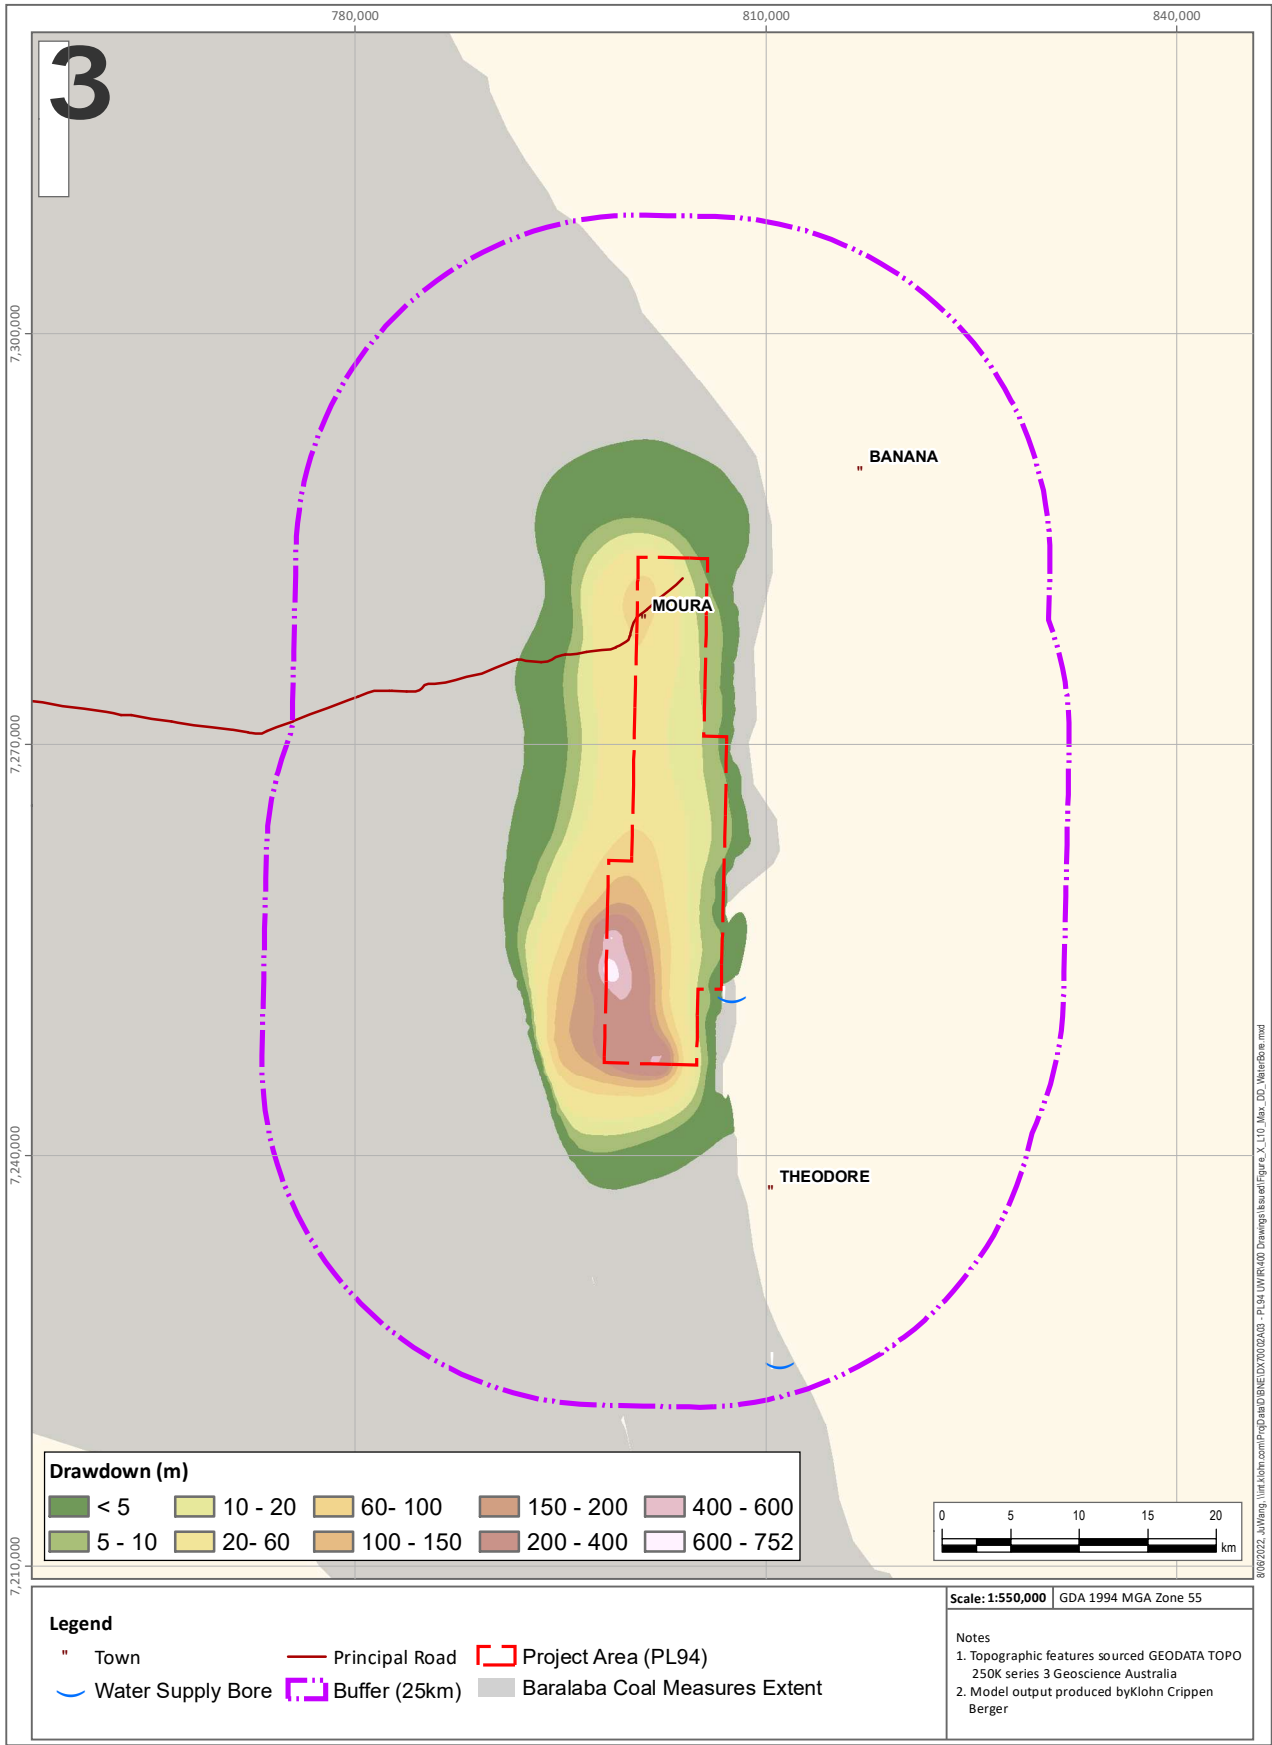 780,000
810,000
840,000
3
7,300,000
7,270,000
7,240,000
7,210,000
BANANA
MOURA
THEODORE
Drawdown (m)
< 5
10 - 20
60- 100
150 - 200
400 - 600
5 - 10
20- 60
100 - 150
200 - 400
600 - 752
0 5 10 15 20
km
Legend
" Town
Principal Road
Project Area (PL94)
Water Supply Bore
Buffer (25km)
Baralaba Coal Measures Extent
Scale: 1:550,000 GDA 1994 MGA Zone 55
Notes
1. Topographic features sourced GEODATA TOPO
250K series 3 Geoscience Australia
2. Model output produced byKlohn Crippen
Berger